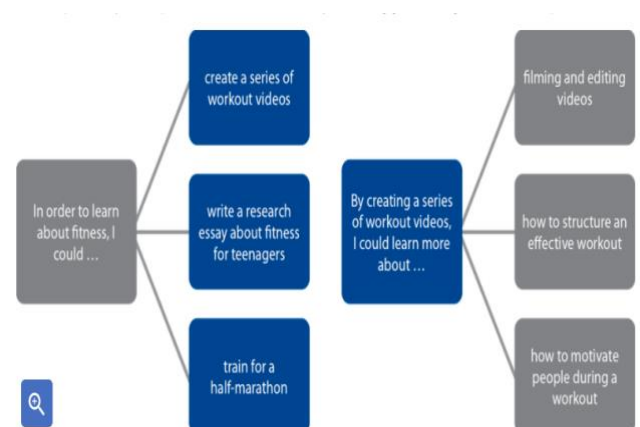 In order to learn
about fitness, I
could ...
create a series of
workout videos
write a research
essay about fitness
for teenagers
train for a
half-marathon
By creating a series
of workout videos,
I could learn more
about ...
filming and editing
videos
how to structure an
effective workout
how to motivate
people during a
workout